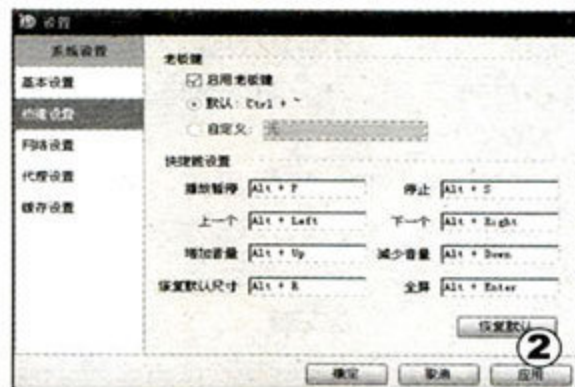 设置
系统设置
基本设置
热键设置
网络设置
代理设置
缓存设置
老板键
启用老板键
默认: Ctrl + ~
自定义: 无
快捷键设置
播放暂停 Alt + P 停止 Alt + S
上一个 Alt + Left 下一个 Alt + Right
增加音量 Alt + Up 减少音量 Alt + Down
恢复默认尺寸 Alt + R 全屏 Alt + Enter
恢复默认
确定 取消 应用
②